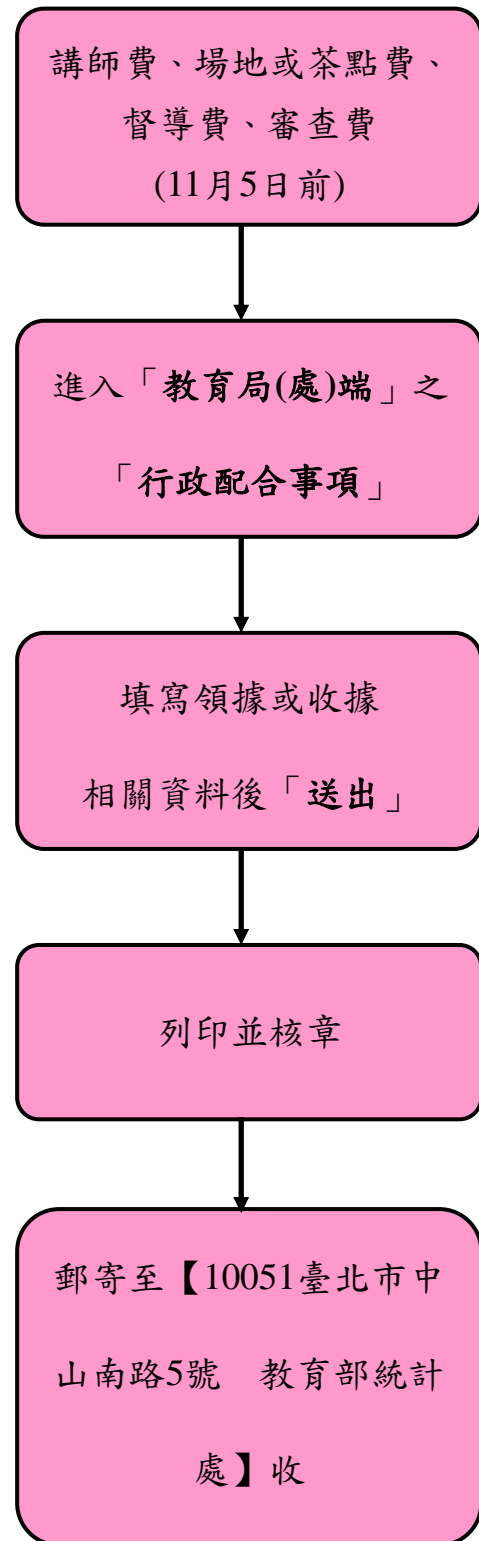 講師費、場地或茶點費、
督導費、審查費
(11月5日前)
進入「教育局(處)端」之
「行政配合事項」
填寫領據或收據
相關資料後「送出」
列印並核章
郵寄至【10051臺北市中
山南路5號　教育部統計
處】收